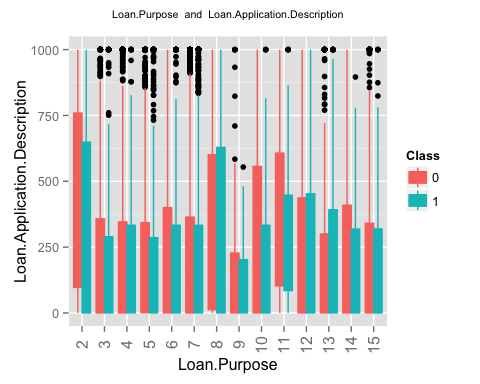 Loan.Purpose and Loan.Application.Description
1000
750
500
250
0
Loan.Application.Description
2 3 4 5 6 7 8 9 10 11 12 13 14 15
Loan.Purpose
Class
0
1